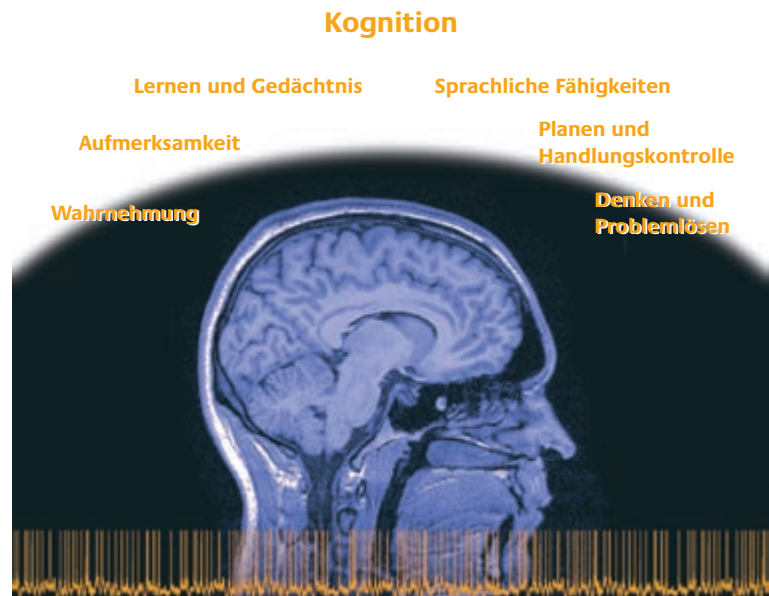 Kognition
Lernen und Gedächtnis
Sprachliche Fähigkeiten
Aufmerksamkeit
Planen und
Handlungskontrolle
Wahrnehmung
Denken und
Problemlösen